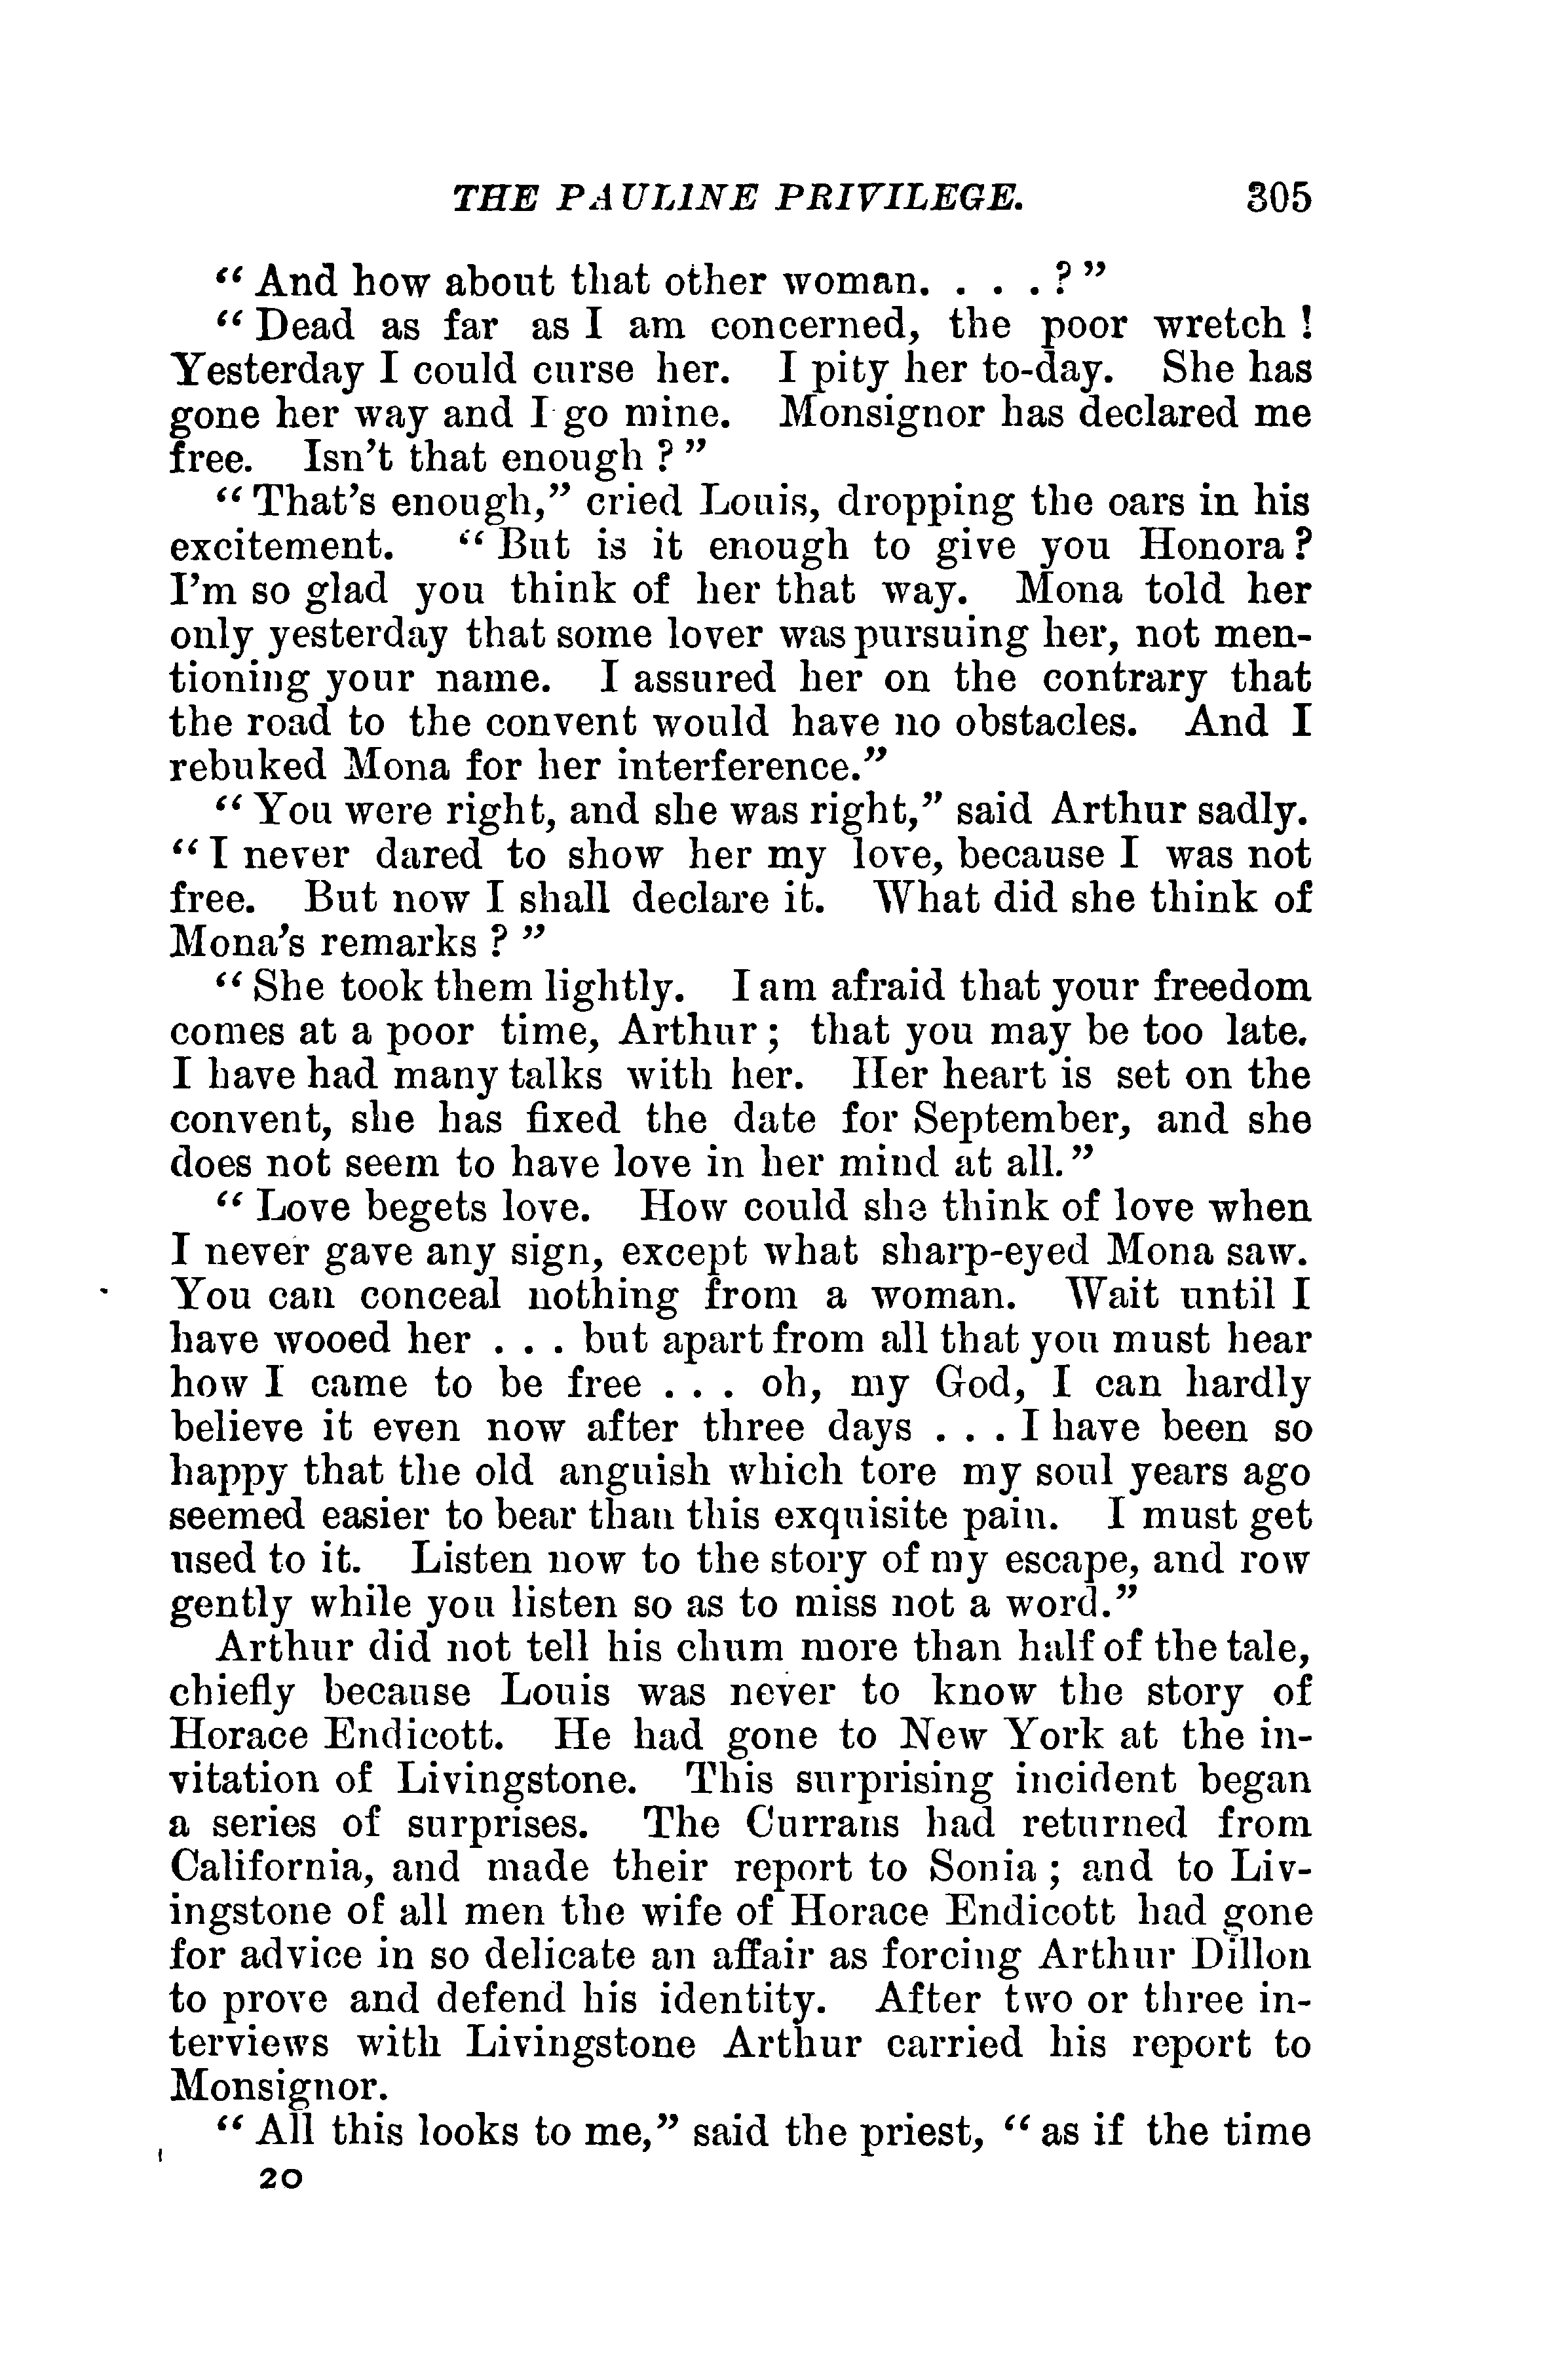 THE PAULINE PRIVILEGE. 305
“And how about that other woman. . . . ?”
“Dead as far as I am concerned, the poor wretch !
Yesterday I could curse her. I pity her to-day. She has
gone her way and I go mine. Monsignor has declared me
free. Isn’t that enough ?”
“That’s enough,” cried Louis, dropping the oars in his
excitement. “But is it enough to give you Honora?
I’m so glad you think of her that way. Mona told her
only yesterday that some lover was pursuing her, not men-
tioning your name. I assured her on the contrary that
the road to the convent would have no obstacles. And I
rebuked Mona for her interference.”
“You were right, and she was right,” said Arthur sadly.
“I never dared to show her my love, because I was not
free. But now I shall declare it. What did she think of
Mona’s remarks ?”
“She took them lightly. I am afraid that your freedom
comes at a poor time, Arthur; that you may be too late.
I have had many talks with her. Her heart is set on the
convent, she has fixed the date for September, and she
does not seem to have love in her mind at all.”
“Love begets love. How could she think of love when
I never gave any sign, except what sharp-eyed Mona saw.
You can conceal nothing from a woman. Wait until I
have wooed her . . . but apart from all that you must hear
how I came to be free . . . oh, my God, I can hardly
believe it even now after three days . . . I have been so
happy that the old anguish which tore my soul years ago
seemed easier to bear than this exquisite pain. I must get
used to it. Listen now to the story of my escape, and row
gently while you listen so as to miss not a word.”
Arthur did not tell his chum more than half of the tale,
chiefly because Louis was never to know the story of
Horace Endicott. He had gone to New York at the in-
vitation of Livingstone. This surprising incident began
a series of surprises. The Currans had returned from
California, and made their report to Sonia; and to Liv-
ingstone of all men the wife of Horace Endicott had gone
for advice in so delicate an affair as forcing Arthur Dillon
to prove and defend his identity. After two or three in-
terviews with Livingstone Arthur carried his report to
Monsignor.
“All this looks to me,” said the priest, “as if the time
20